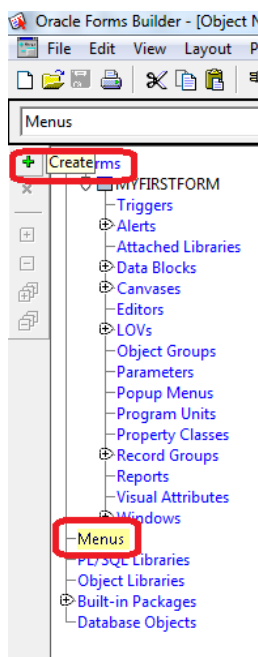 Oracle Forms Builder - [Object N
File Edit View Layout P
Menus
Create rms
MYFIRSTFORM
Triggers
Alerts
Attached Libraries
Data Blocks
Canvases
Editors
LOVs
Object Groups
Parameters
Popup Menus
Program Units
Property Classes
Record Groups
Reports
Visual Attributes
Windows
Menus
PL/SQL Libraries
Object Libraries
Built-in Packages
Database Objects